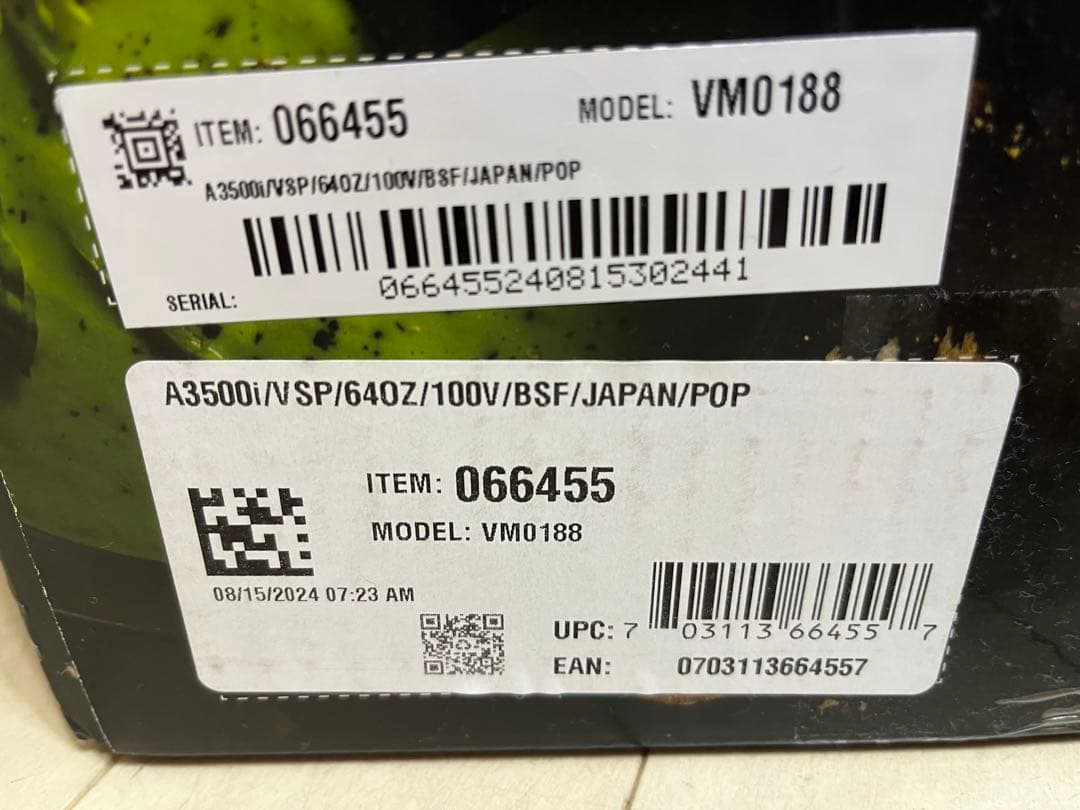 ITEM: 066455 MODEL: VM0188
A3500i/VSP/64OZ/100V/BSF/JAPAN/POP
SERIAL: 066455240815302441
A3500i/VSP/64OZ/100V/BSF/JAPAN/POP
ITEM: 066455
MODEL: VM0188
08/15/2024 07:23 AM
UPC: 7 03113 66455 7
EAN: 0703113664557